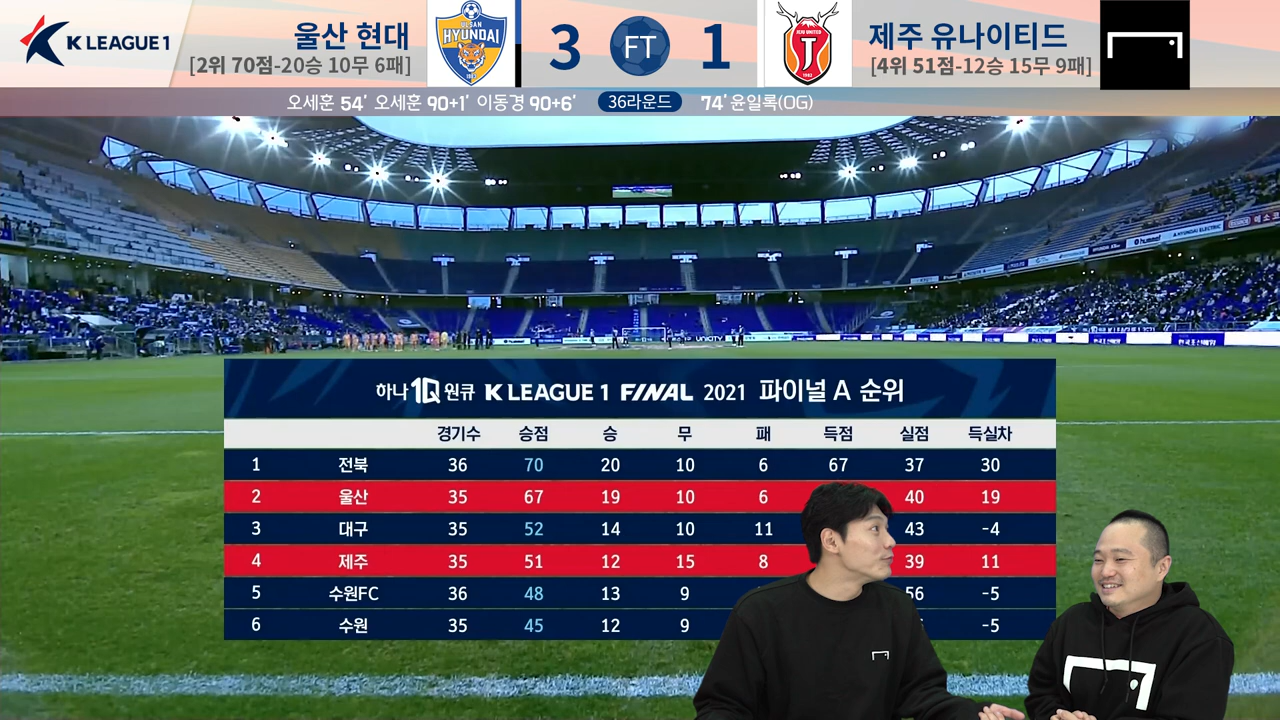 K LEAGUE 1
울산 현대
[2위 70점-20승 10무 6패]
ULSAN
HYUNDAI
1983
3 FT 1
JEJU UNITED
제주 유나이티드
[4위 51점-12승 15무 9패]
오세훈 54' 오세훈 90+1' 이동경 90+6' 36라운드 74' 윤일록(OG)
hummel HYUNDAI ELECTRIC
하나 1Q 원큐 K LEAGUE 1 FINAL 2021 파이널 A 순위
경기수 승점 승 무 패 득점 실점 득실차
1 전북 36 70 20 10 6 67 37 30
2 울산 35 67 19 10 6 40 19
3 대구 35 52 14 10 11 43 -4
4 제주 35 51 12 15 8 39 11
5 수원FC 36 48 13 9 56 -5
6 수원 35 45 12 9 -5